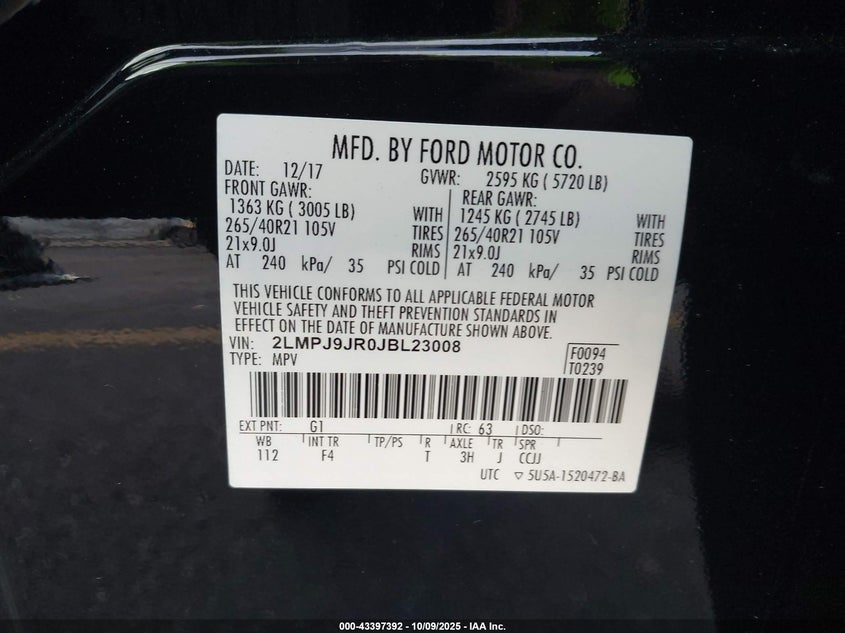 MFD. BY FORD MOTOR CO.
DATE: 12/17 GVWR: 2595 KG ( 5720 LB)
FRONT GAWR: REAR GAWR:
1363 KG ( 3005 LB) WITH 1245 KG ( 2745 LB) WITH
265/40R21 105V TIRES 265/40R21 105V TIRES
21x9.0J RIMS 21x9.0J RIMS
AT 240 kPa/ 35 PSI COLD AT 240 kPa/ 35 PSI COLD
THIS VEHICLE CONFORMS TO ALL APPLICABLE FEDERAL MOTOR
VEHICLE SAFETY AND THEFT PREVENTION STANDARDS IN
EFFECT ON THE DATE OF MANUFACTURE SHOWN ABOVE.
VIN: 2LMPJ9JR0JBL23008 F0094
TYPE: MPV T0239
EXT PNT: G1 RC: 63 DSO:
WB INT TR TP/PS R AXLE TR SPR
112 F4 T 3H J CCJJ
UTC ▽ 5U5A-1520472-BA
000-43397392 - 10/09/2025 - IAA Inc.